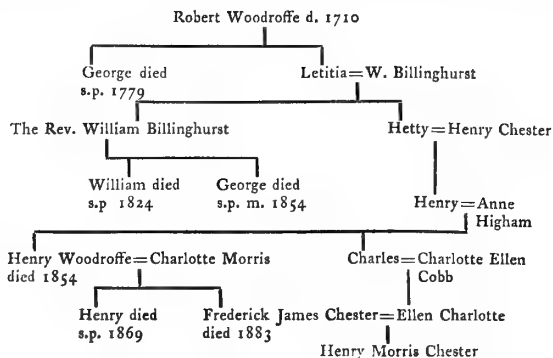 Robert Woodroffe d. 1710
George died
s.p. 1779
Letitia=W. Billinghurst
The Rev. William Billinghurst
Hetty=Henry Chester
William died
s.p 1824
George died
s.p. m. 1854
Henry=Anne
Higham
Henry Woodroffe=Charlotte Morris
died 1854
Charles=Charlotte Ellen
Cobb
Henry died
s.p. 1869
Frederick
died 1883
James Chester=Ellen Charlotte
Henry Morris Chester